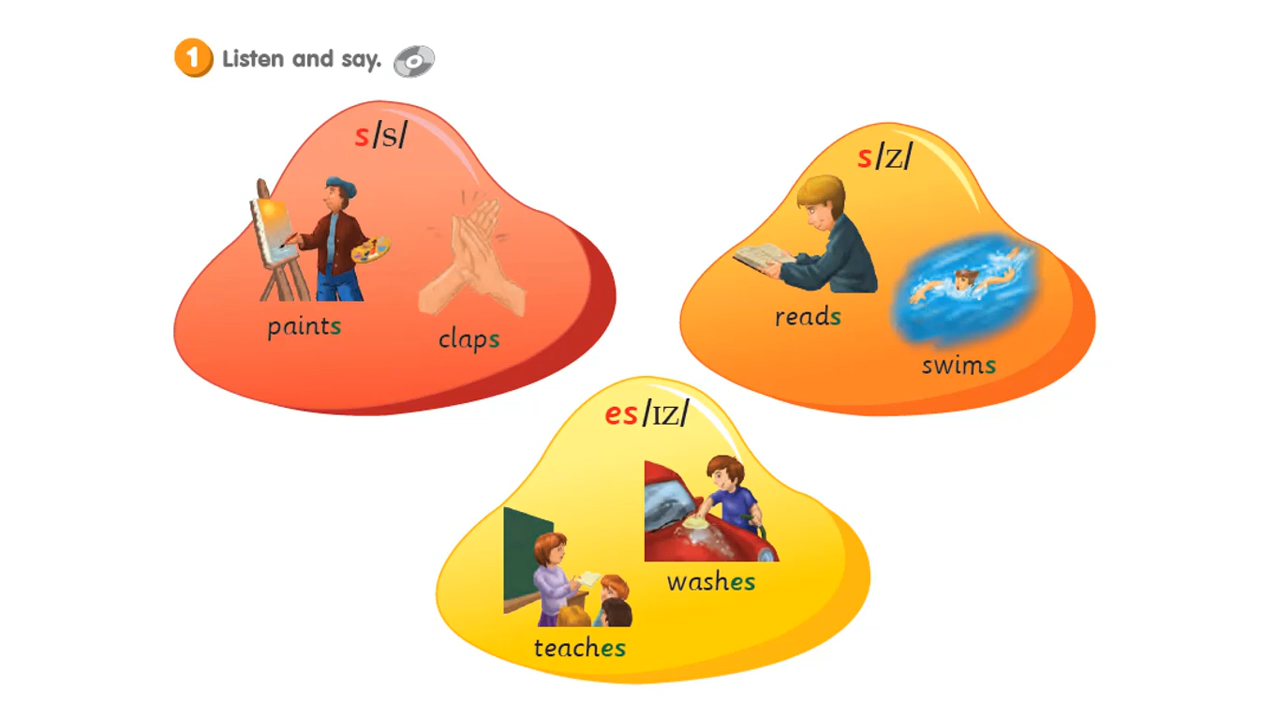 1 Listen and say.
s/s/
paints
claps
s/z/
reads
swims
es/ɪz/
washes
teaches